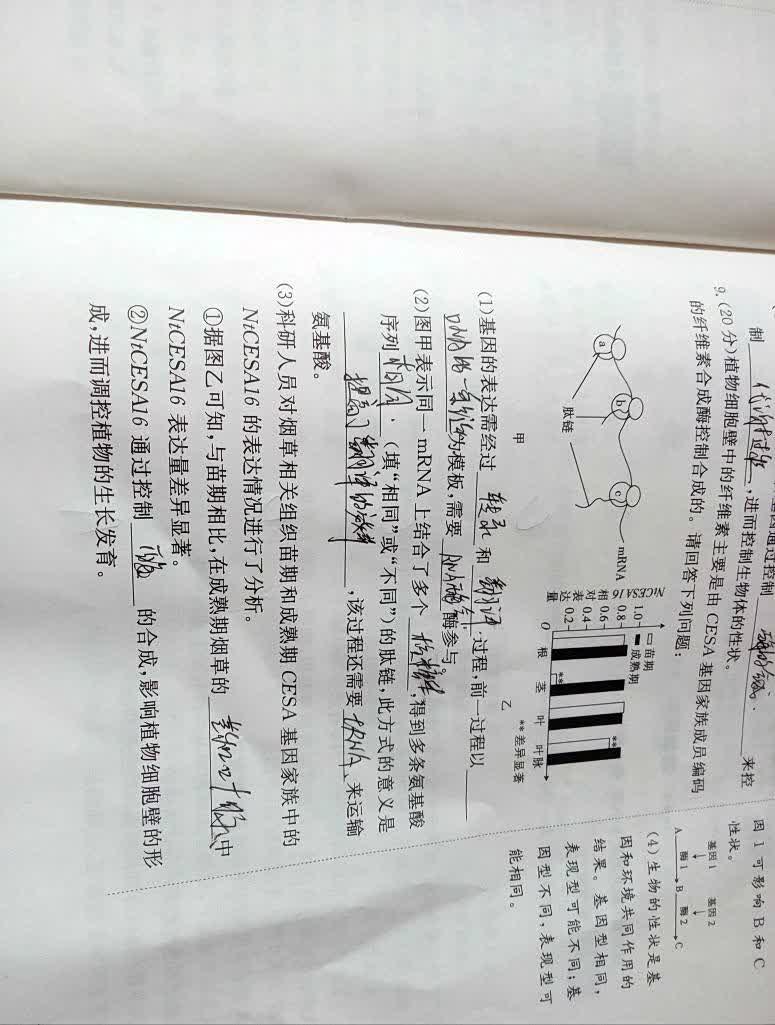 制 代谢过程 ,进而控制生物体的性状。
来控
9.(20分)植物细胞壁中的纤维素主要是由CESA基因家族成员编码
的纤维素合成酶控制合成的。请回答下列问题:
a
b
c
肽链
mRNA
甲
NtCESA16相对表达量
1.0
0.8
0.6
0.4
0.2
0
苗期
成熟期
根 茎 叶 叶脉
**
**
**差异显著
乙
(1)基因的表达需经过 转录 和 翻译 过程,前一过程以
DNA的一条链为模板,需要 RNA聚合酶参与。
(2)图甲表示同一mRNA上结合了多个 核糖体,得到多条氨基酸
序列 相同 (填“相同”或“不同”)的肽链,此方式的意义是
提高了翻译的效率 ,该过程还需要 tRNA 来运输
氨基酸。
(3)科研人员对烟草相关组织苗期和成熟期CESA基因家族中的
NtCESA16的表达情况进行了分析。
①据图乙可知,与苗期相比,在成熟期烟草的 茎和叶脉 中
NtCESA16表达量差异显著。
②NtCESA16通过控制 酶 的合成,影响植物细胞壁的形
成,进而调控植物的生长发育。
因1可影响B和C
性状。
基因1 基因2
A 酶1 B 酶2 C
(4)生物的性状是基
因和环境共同作用的
结果。基因型相同,
表现型可能不同;基
因型不同,表现型可
能相同。